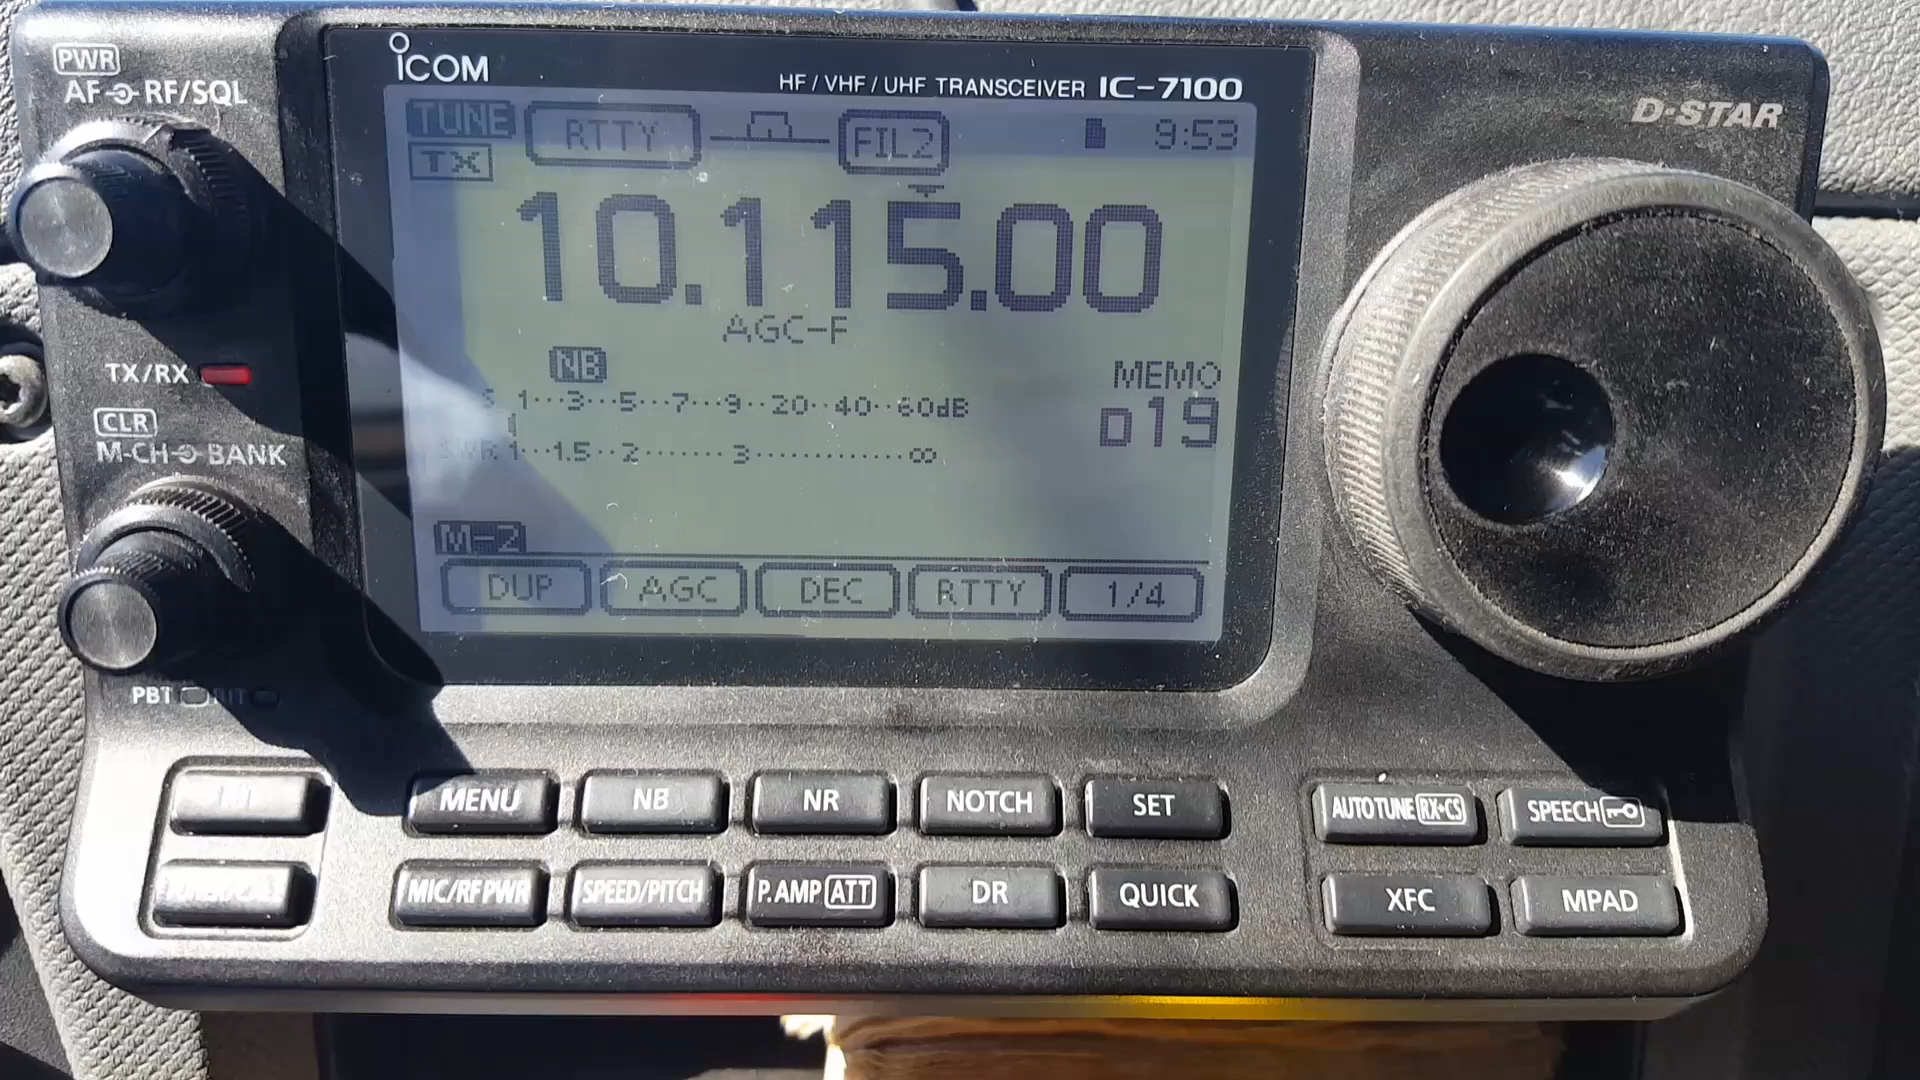 PWR
AF RF/SQL
ICOM
HF/VHF/UHF TRANSCEIVER IC-7100
D-STAR
TUNE RTTY FIL2 9:53
TX
10.115.00
AGC-F
TX/RX
NB
MEMO
S 1···3···5···7···9··20··40··60dB
o19
CLR
M-CH BANK
SWR 1···1.5··2·······3···········∞
M-2
DUP AGC DEC RTTY 1/4
PBT RIT
MENU NB NR NOTCH SET AUTOTUNE RX>CS SPEECH
MIC/RF PWR SPEED/PITCH P.AMP ATT DR QUICK XFC MPAD